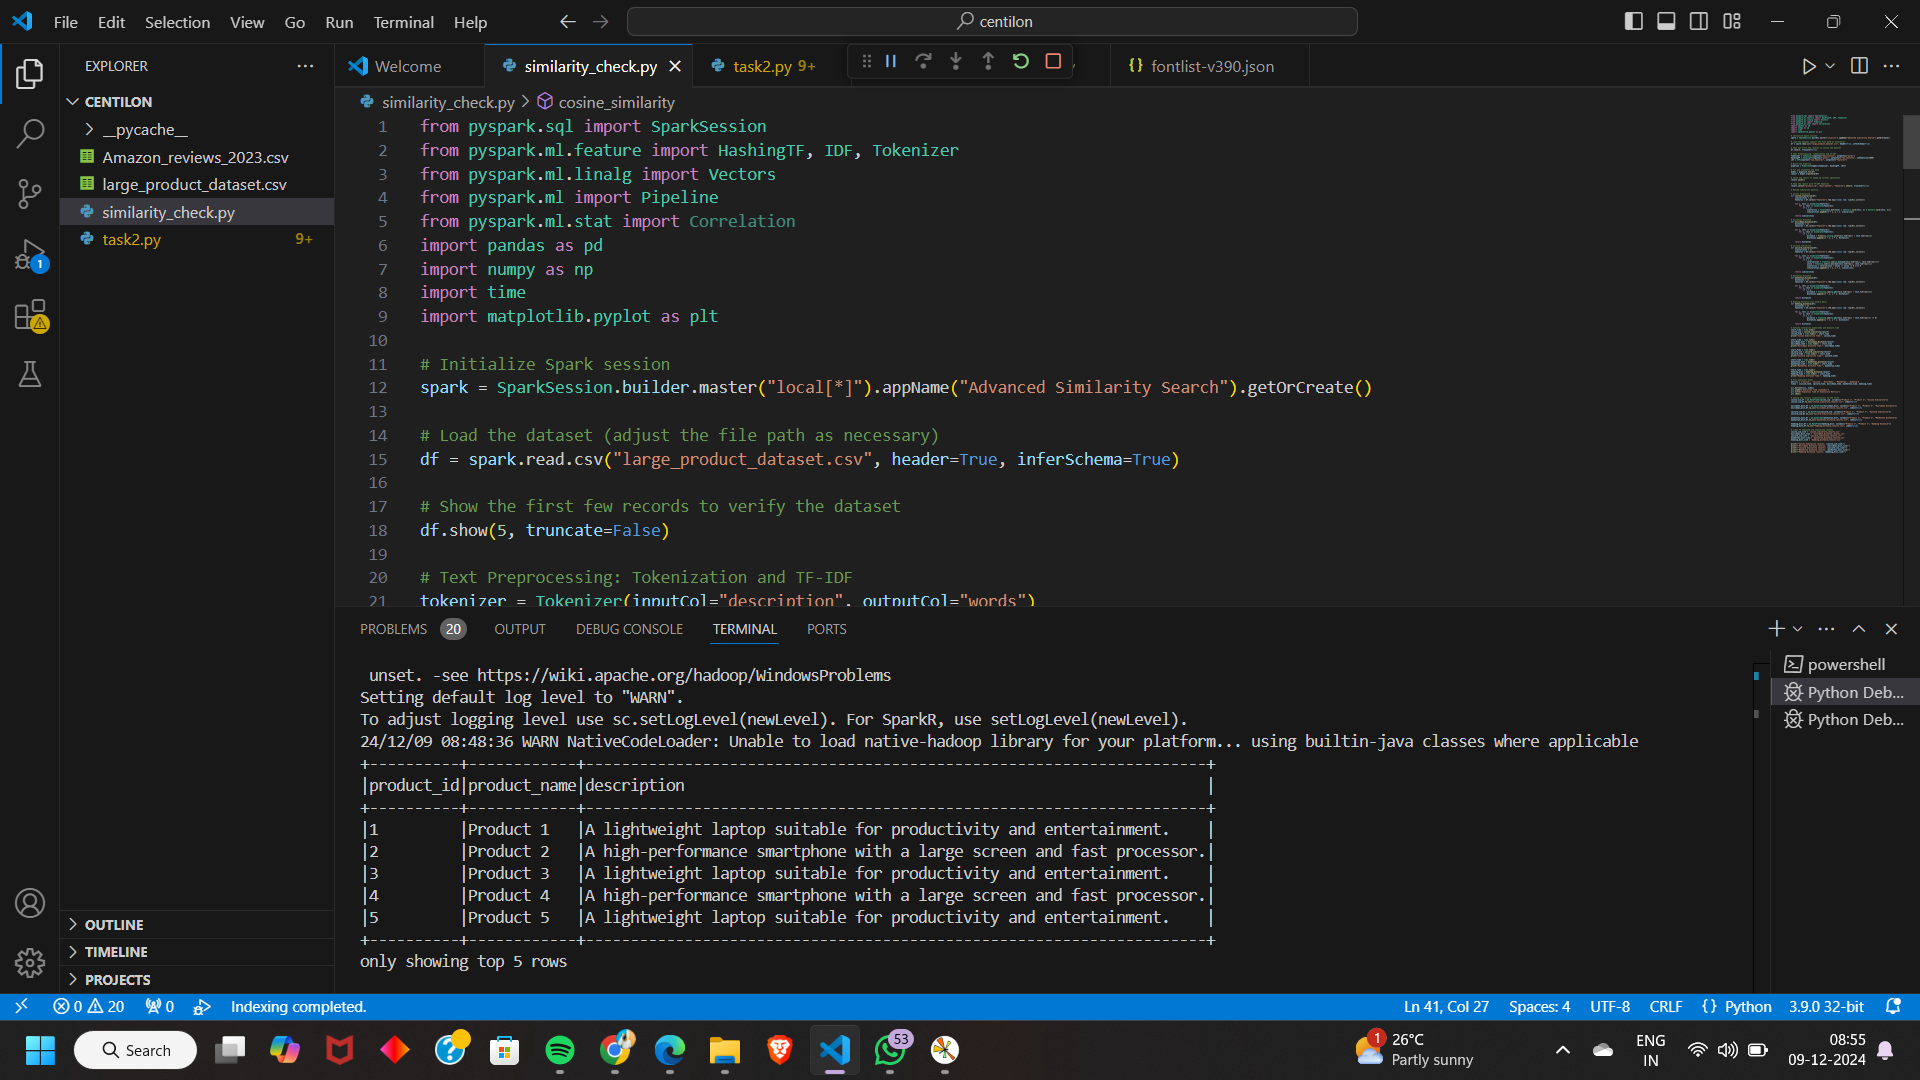 File Edit Selection View Go Run Terminal Help
centilon
EXPLORER
CENTILON
__pycache__
Amazon_reviews_2023.csv
large_product_dataset.csv
similarity_check.py
task2.py 9+
OUTLINE
TIMELINE
PROJECTS
Welcome
similarity_check.py
task2.py 9+
fontlist-v390.json
similarity_check.py > cosine_similarity
1 from pyspark.sql import SparkSession
2 from pyspark.ml.feature import HashingTF, IDF, Tokenizer
3 from pyspark.ml.linalg import Vectors
4 from pyspark.ml import Pipeline
5 from pyspark.ml.stat import Correlation
6 import pandas as pd
7 import numpy as np
8 import time
9 import matplotlib.pyplot as plt
10
11 # Initialize Spark session
12 spark = SparkSession.builder.master("local[*]").appName("Advanced Similarity Search").getOrCreate()
13
14 # Load the dataset (adjust the file path as necessary)
15 df = spark.read.csv("large_product_dataset.csv", header=True, inferSchema=True)
16
17 # Show the first few records to verify the dataset
18 df.show(5, truncate=False)
19
20 # Text Preprocessing: Tokenization and TF-IDF
21 tokenizer = Tokenizer(inputCol="description", outputCol="words")
PROBLEMS 20 OUTPUT DEBUG CONSOLE TERMINAL PORTS
unset. -see https://wiki.apache.org/hadoop/WindowsProblems
Setting default log level to "WARN".
To adjust logging level use sc.setLogLevel(newLevel). For SparkR, use setLogLevel(newLevel).
24/12/09 08:48:36 WARN NativeCodeLoader: Unable to load native-hadoop library for your platform... using builtin-java classes where applicable
+----------+------------+--------------------------------------------------------------------+
|product_id|product_name|description                                                         |
+----------+------------+--------------------------------------------------------------------+
|1         |Product 1   |A lightweight laptop suitable for productivity and entertainment.    |
|2         |Product 2   |A high-performance smartphone with a large screen and fast processor.|
|3         |Product 3   |A lightweight laptop suitable for productivity and entertainment.    |
|4         |Product 4   |A high-performance smartphone with a large screen and fast processor.|
|5         |Product 5   |A lightweight laptop suitable for productivity and entertainment.    |
+----------+------------+--------------------------------------------------------------------+
only showing top 5 rows
powershell
Python Deb...
Python Deb...
0 20 0 Indexing completed.
Ln 41, Col 27 Spaces: 4 UTF-8 CRLF {} Python 3.9.0 32-bit
Search
53
1
26°C
Partly sunny
ENG
IN
08:55
09-12-2024